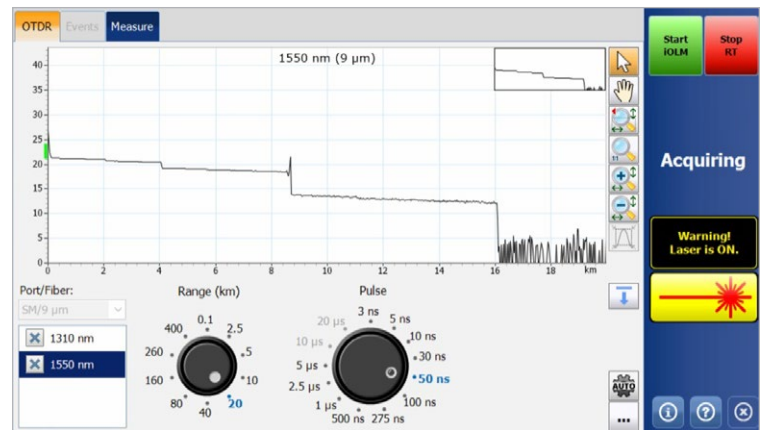 OTDR Events Measure
Start iOLM
Stop RT
1550 nm (9 µm)
40
35
30
25
20
15
10
5
0
0 2 4 6 8 10 12 14 16 18 km
Acquiring
Warning!
Laser is ON.
Port/Fiber:
SM/9 µm
1310 nm
1550 nm
Range (km)
0.1
2.5
5
10
20
40
80
160
260
400
Pulse
3 ns
5 ns
10 ns
30 ns
50 ns
100 ns
275 ns
500 ns
1 µs
2.5 µs
5 µs
10 µs
20 µs
1:1
AUTO
...
i ? x